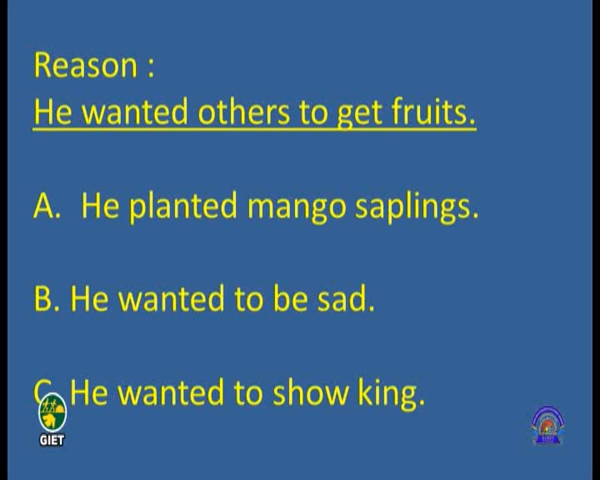 Reason :
He wanted others to get fruits.
A. He planted mango saplings.
B. He wanted to be sad.
C. He wanted to show king.
GIET